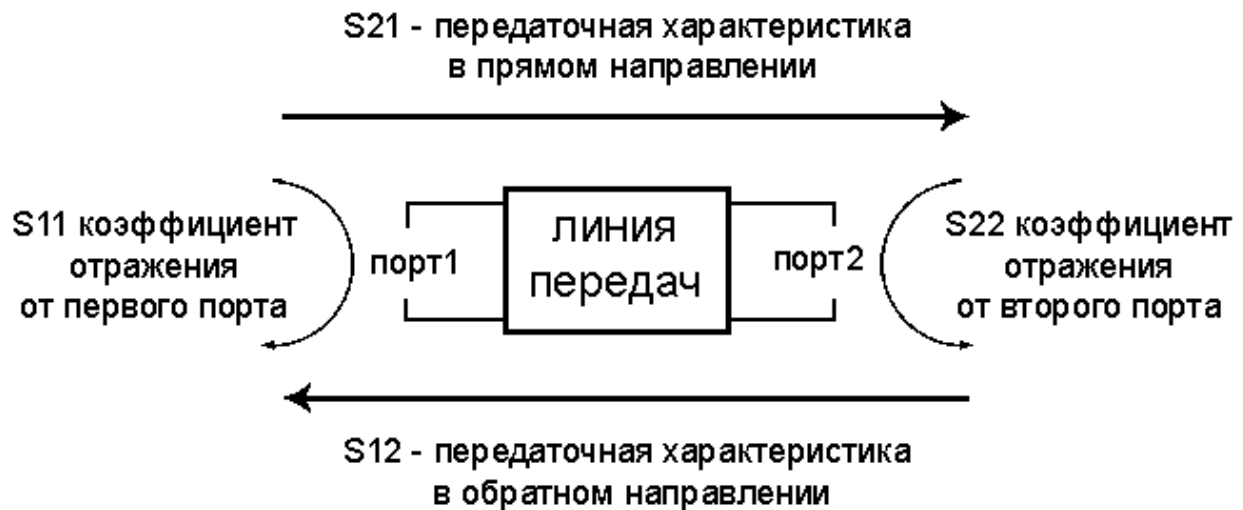 S21 - передаточная характеристика
в прямом направлении
S11 коэффициент
отражения
от первого порта
порт1
линия
передач
порт2
S22 коэффициент
отражения
от второго порта
S12 - передаточная характеристика
в обратном направлении